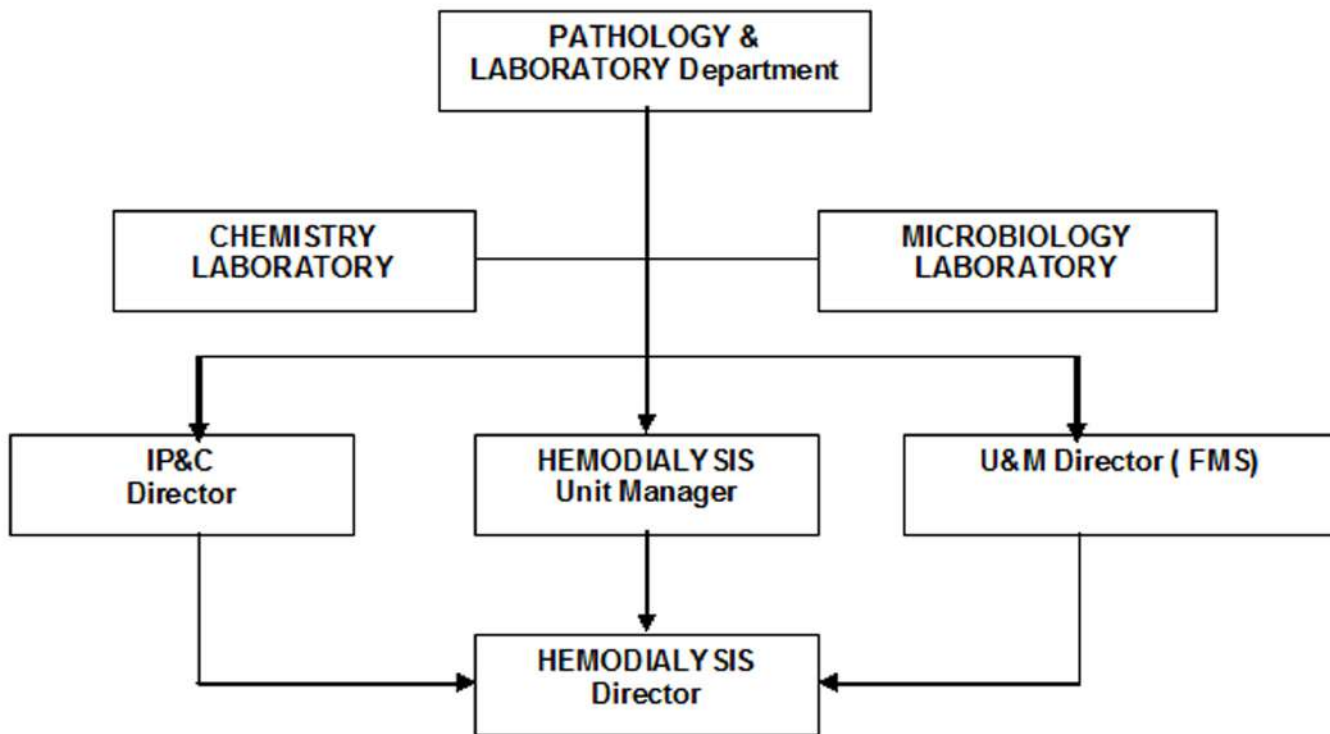 PATHOLOGY &
LABORATORY Department
CHEMISTRY
LABORATORY
MICROBIOLOGY
LABORATORY
IP&C
Director
HEMODIALYSIS
Unit Manager
U&M Director ( FMS)
HEMODIALYSIS
Director